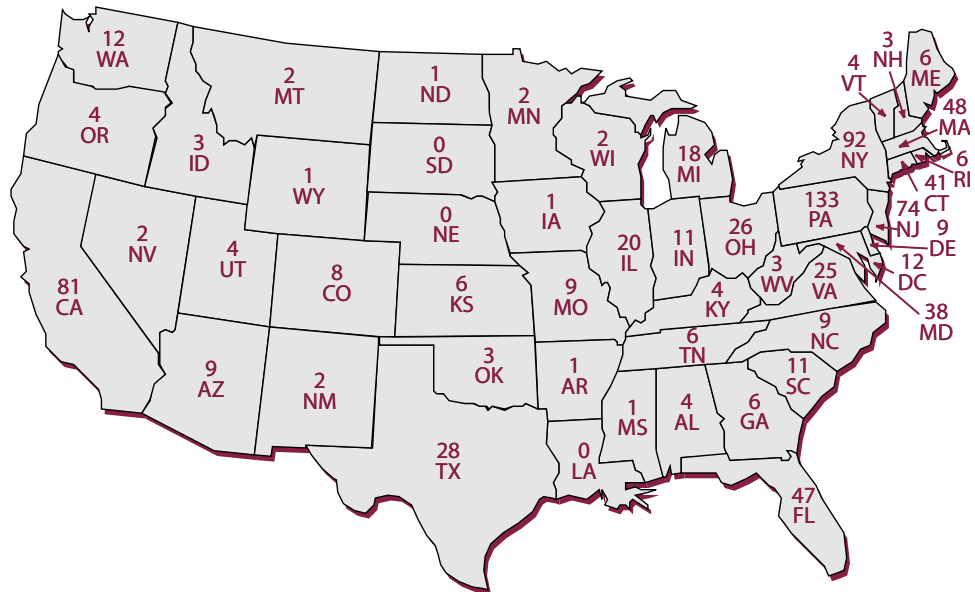 12
WA
4
OR
3
ID
2
MT
1
WY
1
ND
0
SD
0
NE
2
MN
2
WI
18
MI
1
IA
2
NV
4
UT
8
CO
81
CA
9
AZ
2
NM
6
KS
3
OK
28
TX
9
MO
1
AR
0
LA
20
IL
11
IN
26
OH
4
KY
6
TN
1
MS
4
AL
6
GA
47
FL
11
SC
9
NC
25
VA
3
WV
133
PA
92
NY
4
VT
3
NH
6
ME
48
MA
6
RI
41
CT
74
NJ
9
DE
12
DC
38
MD